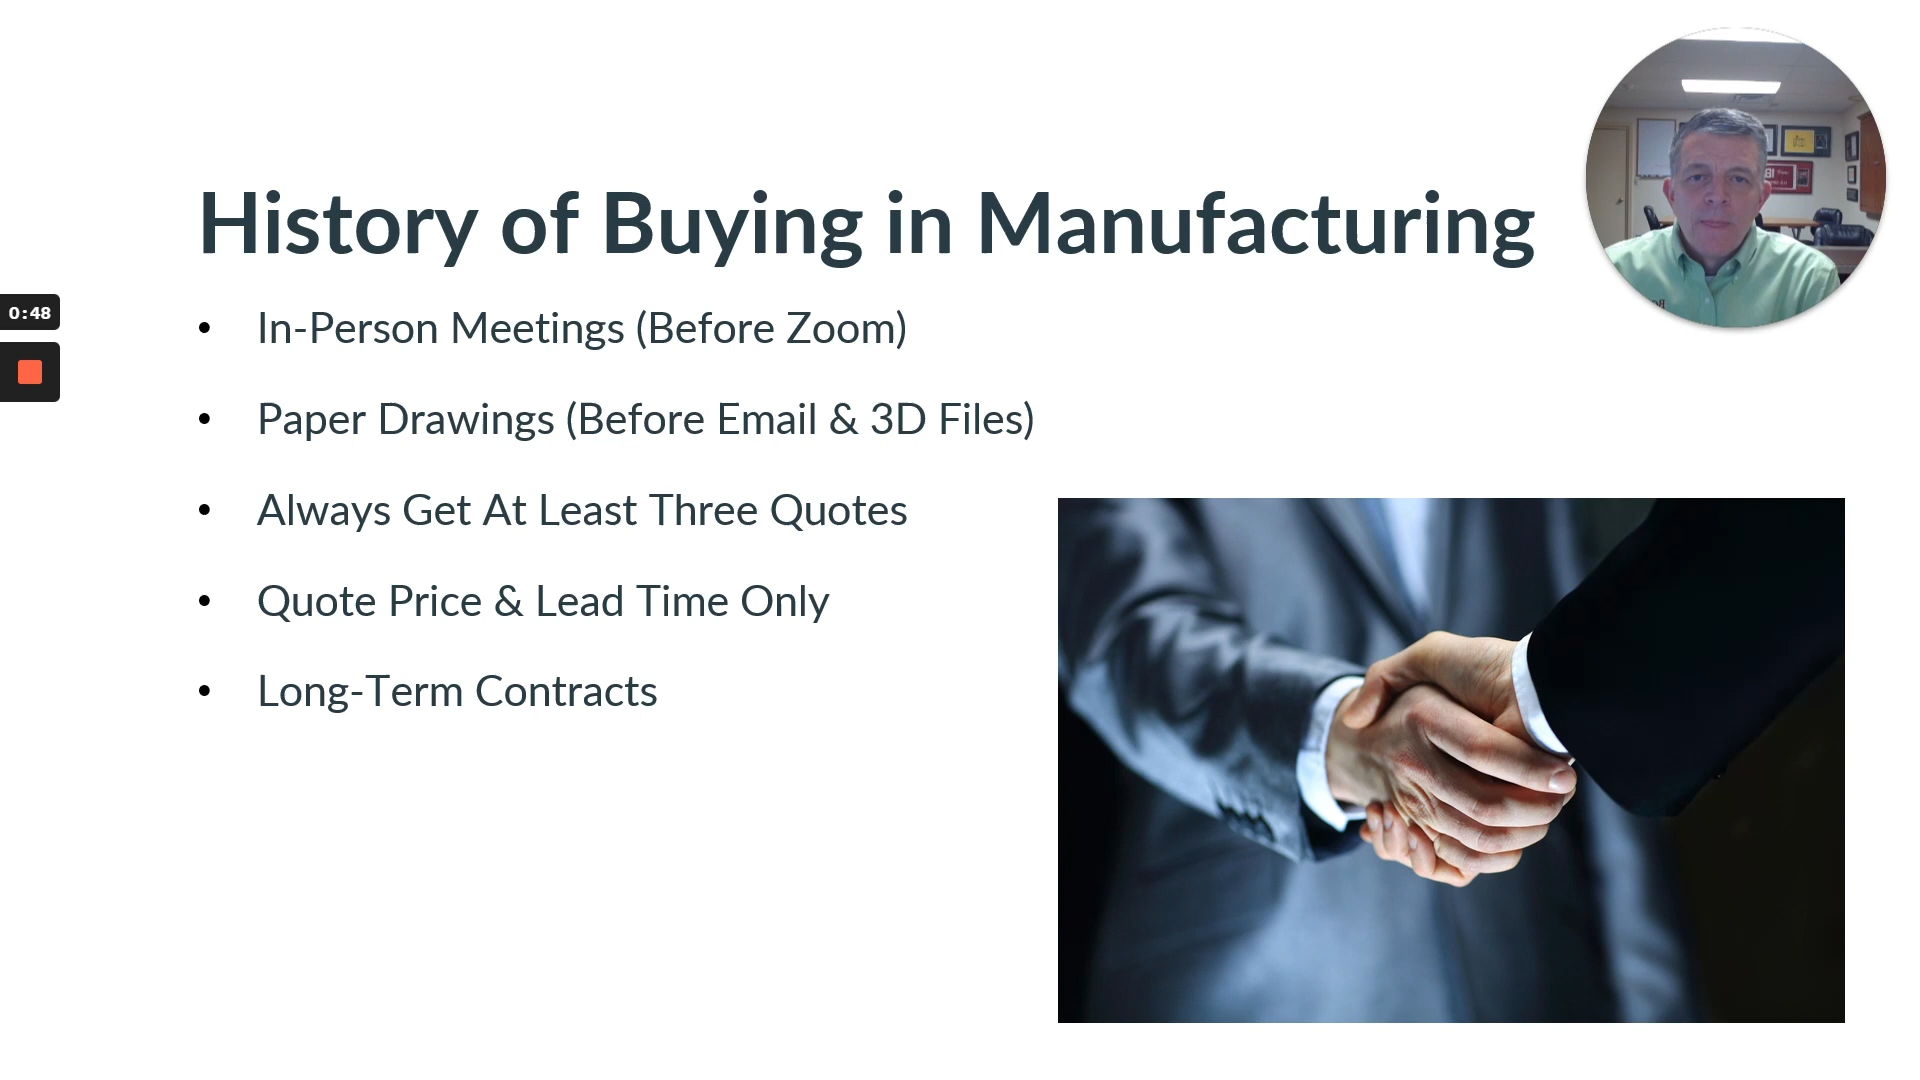 History of Buying in Manufacturing
0:48
• In-Person Meetings (Before Zoom)
• Paper Drawings (Before Email & 3D Files)
• Always Get At Least Three Quotes
• Quote Price & Lead Time Only
• Long-Term Contracts